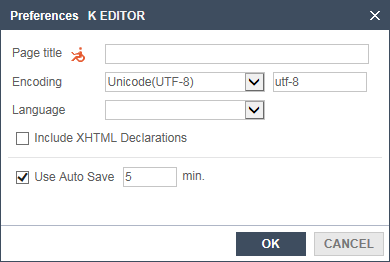 Preferences K EDITOR
Page title
Encoding Unicode(UTF-8) utf-8
Language
Include XHTML Declarations
Use Auto Save 5 min.
OK CANCEL